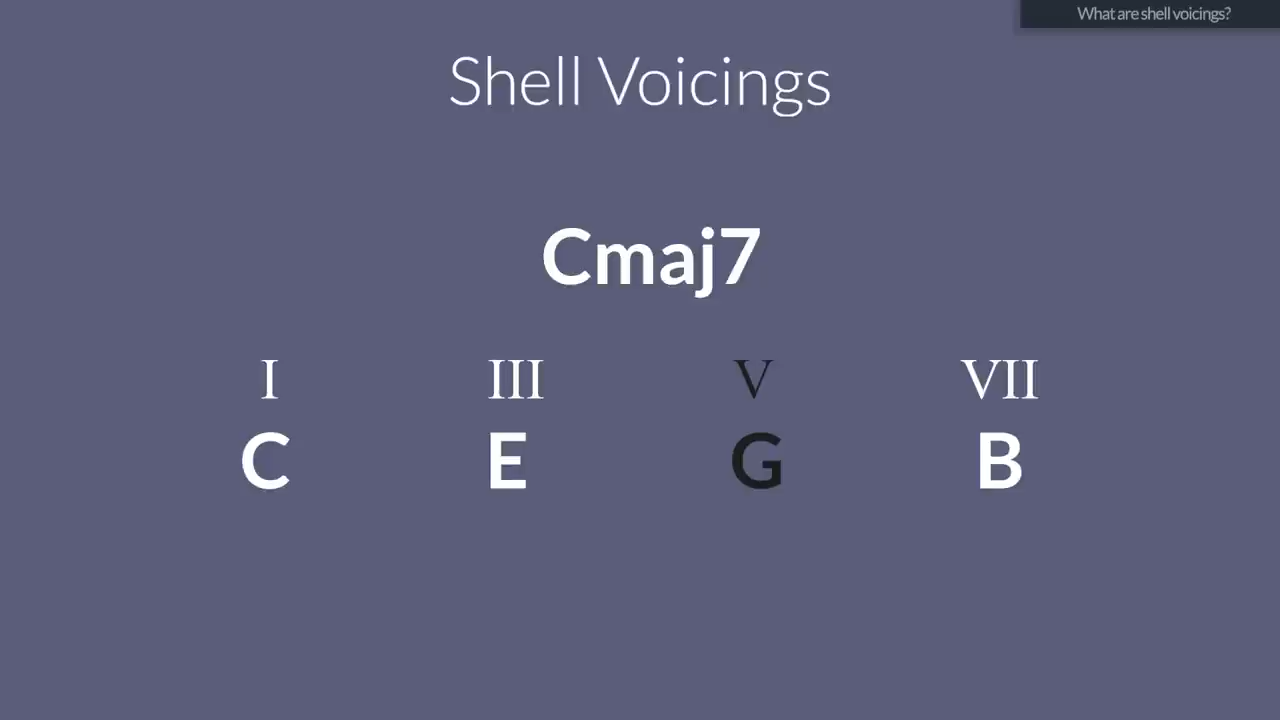 What are shell voicings?
Shell Voicings
Cmaj7
I III V VII
C E G B